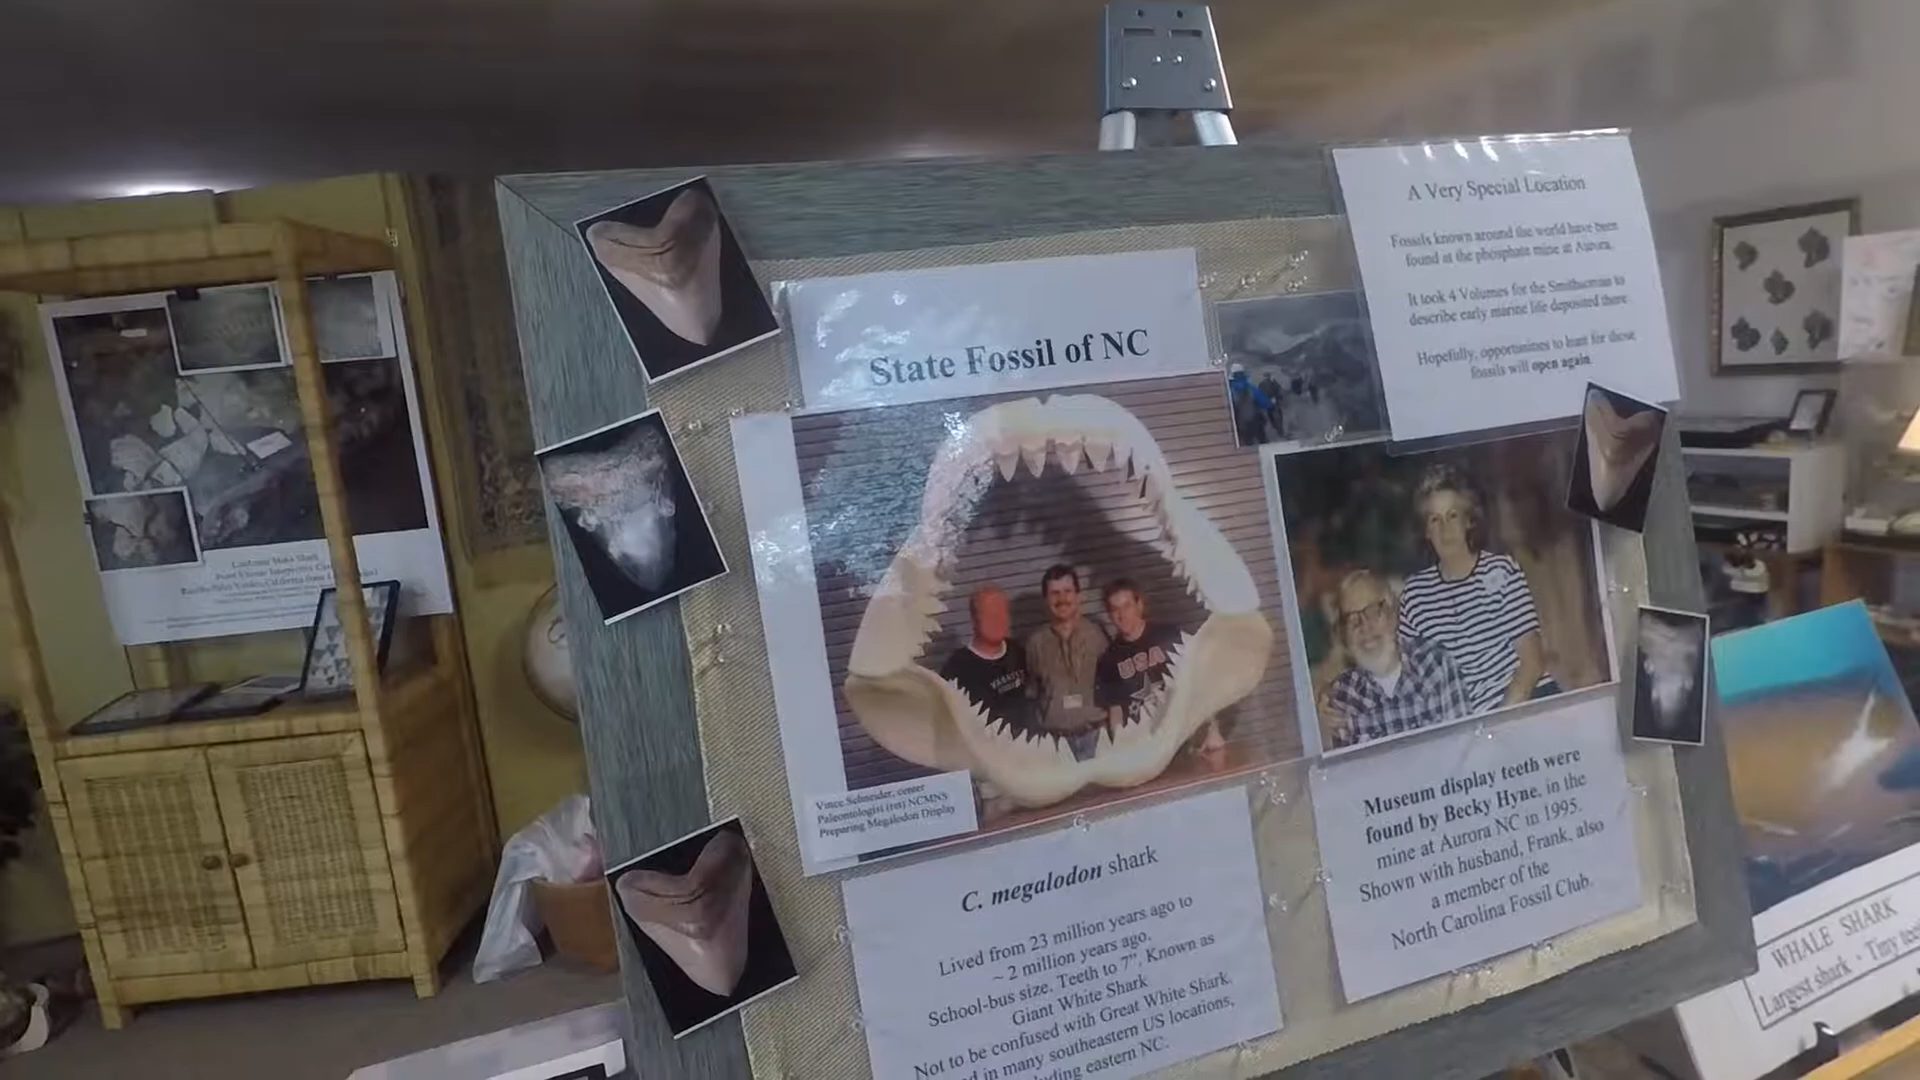 A Very Special Location
Fossils known around the world have been
found at the phosphate mine at Aurora.
It took 4 Volumes for the Smithsonian to
describe early marine life deposited there
Hopefully, opportunities to hunt for those
fossils will open again.
State Fossil of NC
USA
Vince Schneider, center
Paleontologist (ret) NCMNS
Preparing Megalodon Display
C. megalodon shark
Lived from 23 million years ago to
~ 2 million years ago.
School-bus size. Teeth to 7". Known as
Giant White Shark
Not to be confused with Great White Shark.
in many southeastern US locations,
eastern NC.
Museum display teeth were
found by Becky Hyne, in the
mine at Aurora NC in 1995.
Shown with husband, Frank, also
a member of the
North Carolina Fossil Club.
WHALE SHARK
Largest shark - Tiny